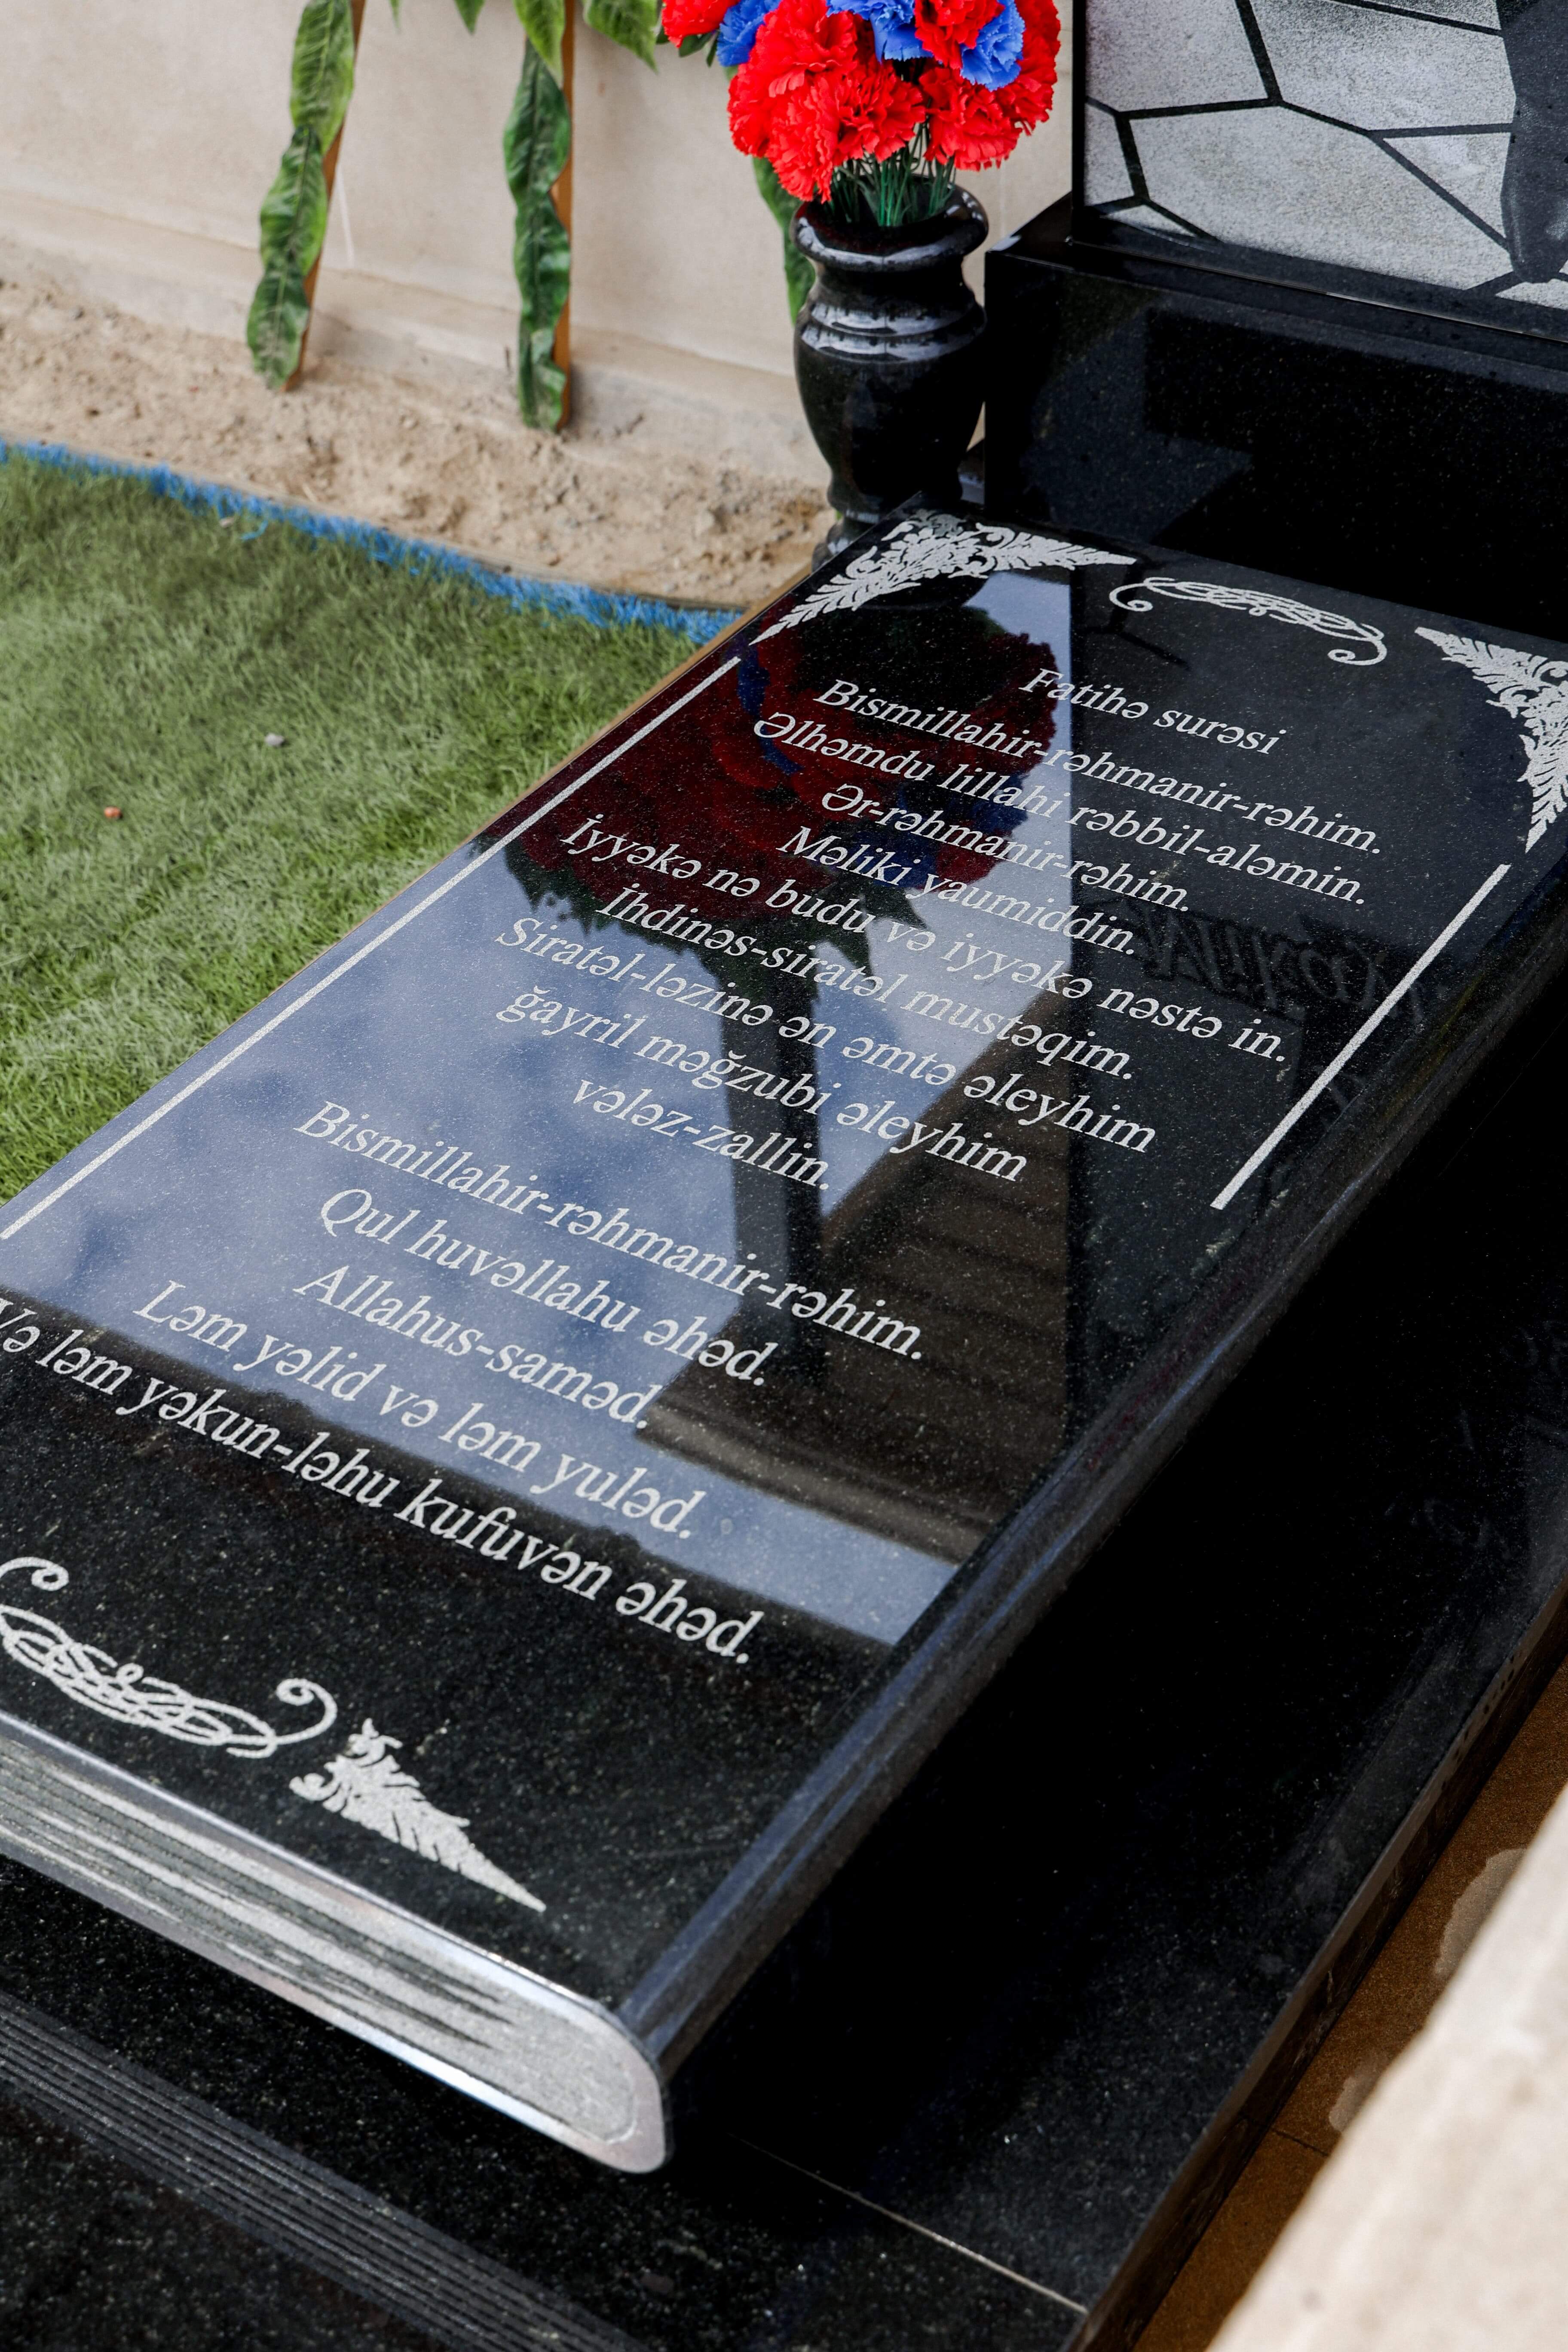 Fatihə surəsi
Bismillahir-rəhmanir-rəhim.
Əlhəmdu lillahi rəbbil-aləmin.
Ər-rəhmanir-rəhim.
Məliki yaumiddin.
İyyəkə nə budu və iyyəkə nəstə in.
İhdinəs-siratəl mustəqim.
Siratəl-ləzinə ən əmtə əleyhim
ğayril məğzubi əleyhim
vələz-zallin.
Bismillahir-rəhmanir-rəhim.
Qul huvəllahu əhəd.
Allahus-saməd.
Ləm yəlid və ləm yuləd.
Və ləm yəkun-ləhu kufuvən əhəd.